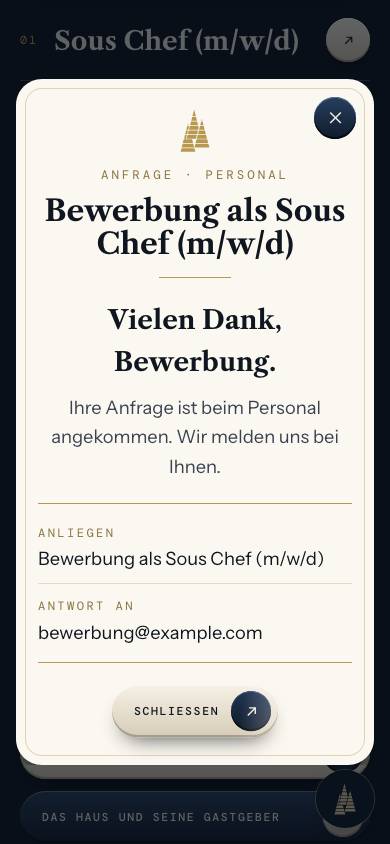 01 Sous Chef (m/w/d)
ANFRAGE · PERSONAL
Bewerbung als Sous
Chef (m/w/d)
Vielen Dank,
Bewerbung.
Ihre Anfrage ist beim Personal
angekommen. Wir melden uns bei
Ihnen.
ANLIEGEN
Bewerbung als Sous Chef (m/w/d)
ANTWORT AN
bewerbung@example.com
SCHLIESSEN
DAS HAUS UND SEINE GASTGEBER